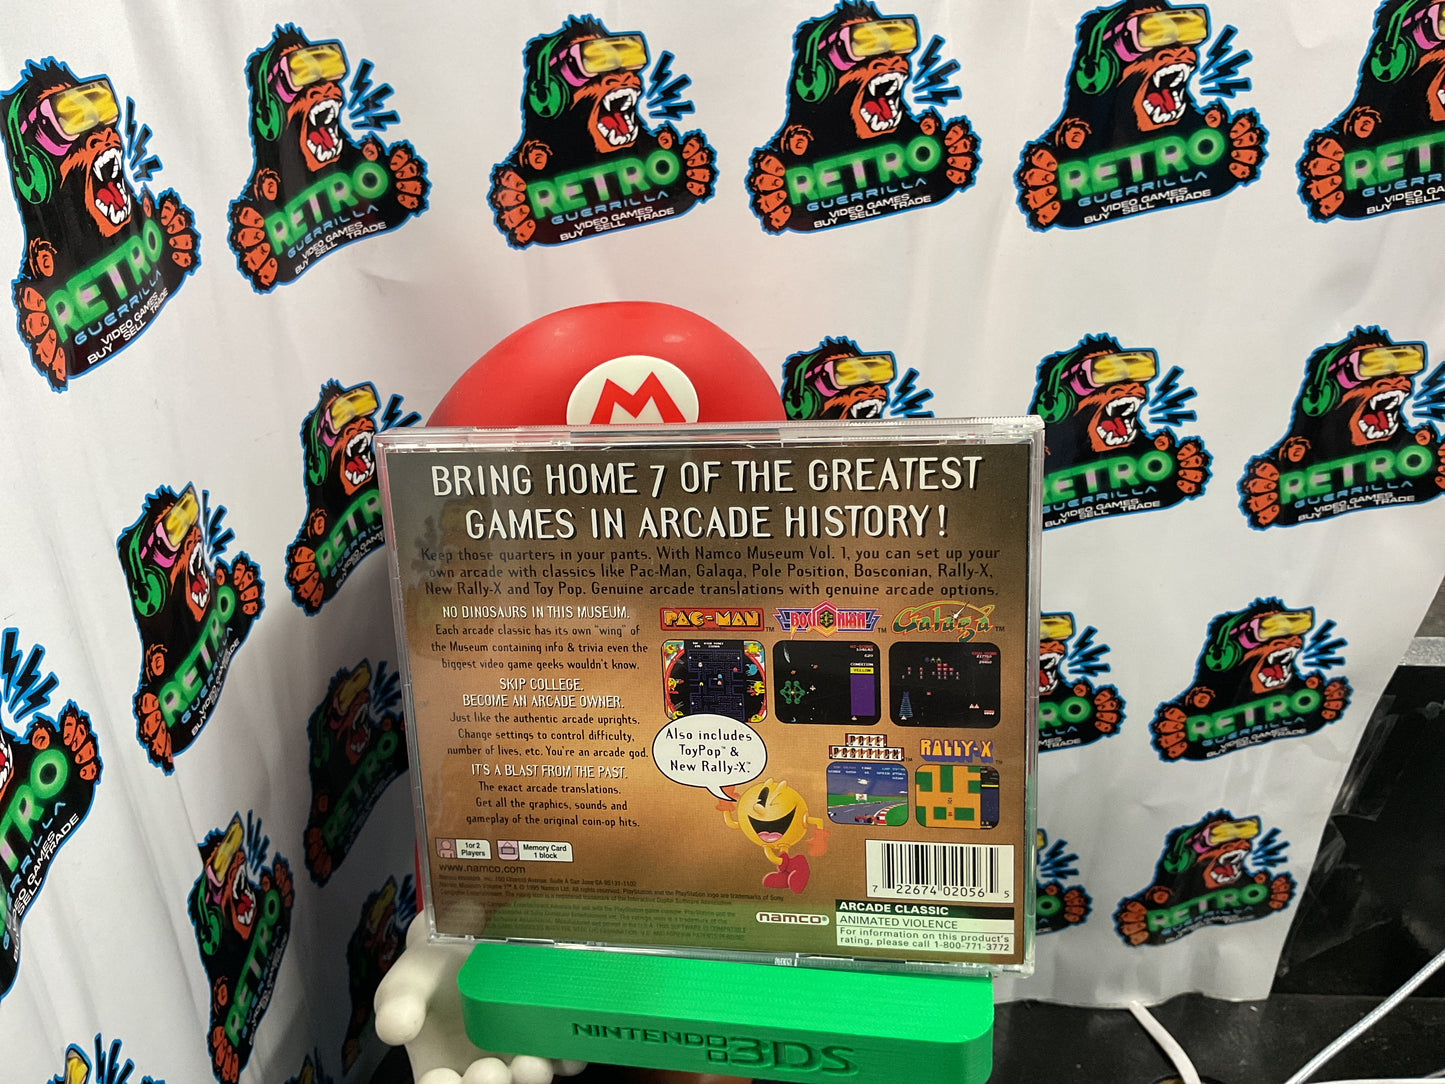 RETRO
GUERRILLA
VIDEO GAMES
BUY SELL TRADE
M
BRING HOME 7 OF THE GREATEST
GAMES IN ARCADE HISTORY!
Keep those quarters in your pants. With Namco Museum Vol. 1, you can set up your
own arcade with classics like Pac-Man, Galaga, Pole Position, Bosconian, Rally-X,
New Rally-X and Toy Pop. Genuine arcade translations with genuine arcade options.
NO DINOSAURS IN THIS MUSEUM.
Each arcade classic has its own "wing" of
the Museum containing info & trivia even the
biggest video game geeks wouldn't know.
SKIP COLLEGE.
BECOME AN ARCADE OWNER.
Just like the authentic arcade uprights.
Change settings to control difficulty,
number of lives, etc. You're an arcade god.
IT'S A BLAST FROM THE PAST.
The exact arcade translations.
Get all the graphics, sounds and
gameplay of the original coin-op hits.
PAC-MAN™
BOSCONIAN™
Galaga™
POLE POSITION™
RALLY-X™
Also includes
ToyPop™ &
New Rally-X™.
1 or 2
Players
Memory Card
1 block
www.namco.com
namco®
7 22674 02056 5
ARCADE CLASSIC
ANIMATED VIOLENCE
For information on this product's
rating, please call 1-800-771-3772
NINTENDO 3DS